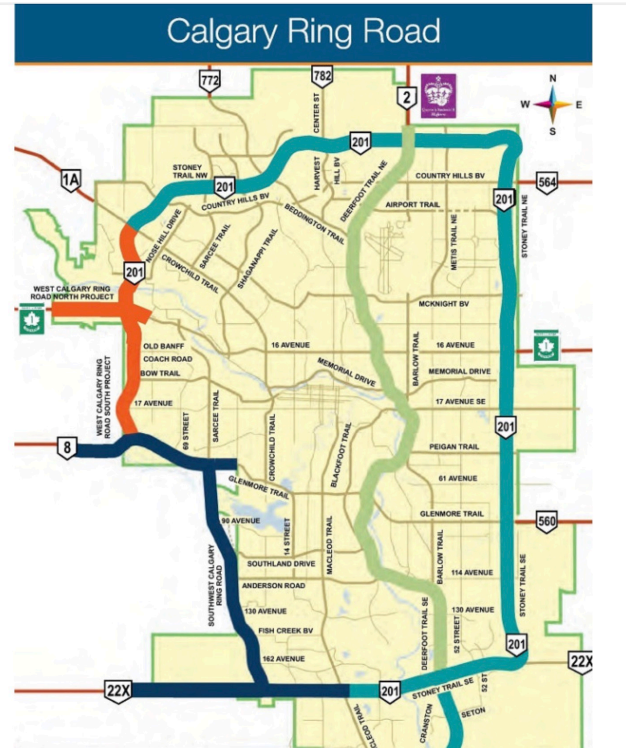 Calgary Ring Road
772
782
2
N
W
E
S
CENTER ST
201
1A
STONEY
TRAIL NW
201
HARVEST
HILL BV
DEERFOOT TRAIL NE
COUNTRY HILLS BV
564
COUNTRY HILLS BV
BEDDINGTON TRAIL
AIRPORT TRAIL
201
STONEY TRAIL NE
NOSE HILL DRIVE
SARCEE TRAIL
SHAGANAPPI TRAIL
METIS TRAIL NE
201
CROWCHILD TRAIL
WEST CALGARY RING
ROAD NORTH PROJECT
MCKNIGHT BV
1
OLD BANFF
COACH ROAD
16 AVENUE
16 AVENUE
1
BARLOW TRAIL
BOW TRAIL
MEMORIAL DRIVE
MEMORIAL DRIVE
WEST CALGARY RING
ROAD SOUTH PROJECT
17 AVENUE
17 AVENUE SE
69 STREET
SARCEE TRAIL
CROWCHILD TRAIL
BLACKFOOT TRAIL
201
8
PEIGAN TRAIL
GLENMORE TRAIL
61 AVENUE
90 AVENUE
14 STREET
MACLEOD TRAIL
GLENMORE TRAIL
560
SOUTHWEST CALGARY
RING ROAD
SOUTHLAND DRIVE
BARLOW TRAIL
114 AVENUE
STONEY TRAIL SE
ANDERSON ROAD
130 AVENUE
DEERFOOT TRAIL SE
130 AVENUE
52 STREET
FISH CREEK BV
201
162 AVENUE
22X
22X
201
STONEY TRAIL SE
52 ST
CLEOD TRAIL
CRANSTON
SETON